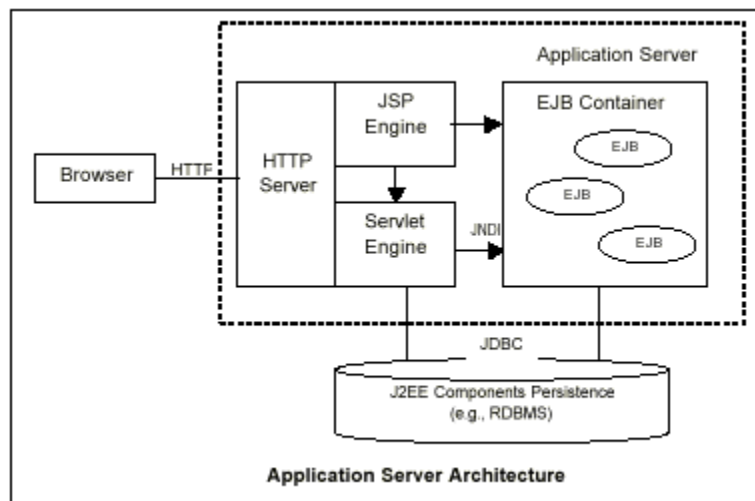 Application Server
JSP
Engine
EJB Container
HTTP
Server
EJB
Browser
HTTF
EJB
Servlet
Engine
JNDI
EJB
JDBC
J2EE Components Persistence
(e.g., RDBMS)
Application Server Architecture